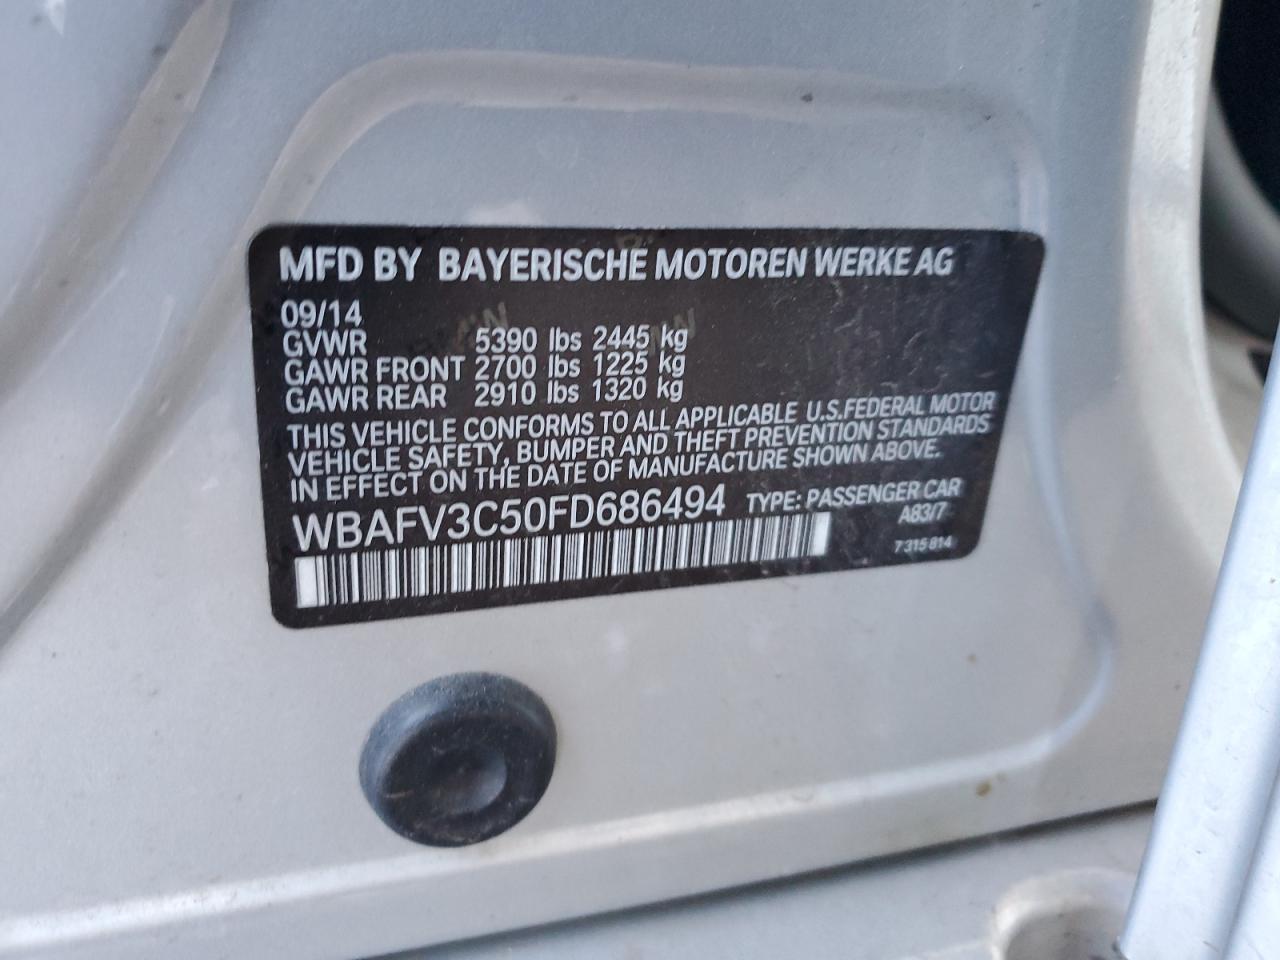 MFD BY BAYERISCHE MOTOREN WERKE AG
09/14
GVWR 5390 lbs 2445 kg
GAWR FRONT 2700 lbs 1225 kg
GAWR REAR 2910 lbs 1320 kg
THIS VEHICLE CONFORMS TO ALL APPLICABLE U.S.FEDERAL MOTOR
VEHICLE SAFETY, BUMPER AND THEFT PREVENTION STANDARDS
IN EFFECT ON THE DATE OF MANUFACTURE SHOWN ABOVE.
WBAFV3C50FD686494 TYPE: PASSENGER CAR
A83/7
7 315 814